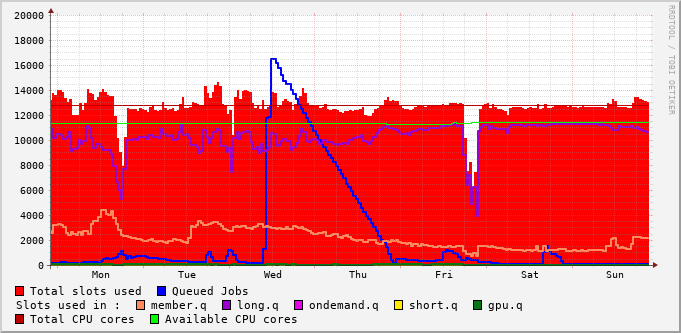 20000
18000
16000
14000
12000
10000
8000
6000
4000
2000
0
Mon Tue Wed Thu Fri Sat Sun
RRDTOOL / TOBI OETIKER
Total slots used Queued Jobs
Slots used in : member.q long.q ondemand.q short.q gpu.q
Total CPU cores Available CPU cores